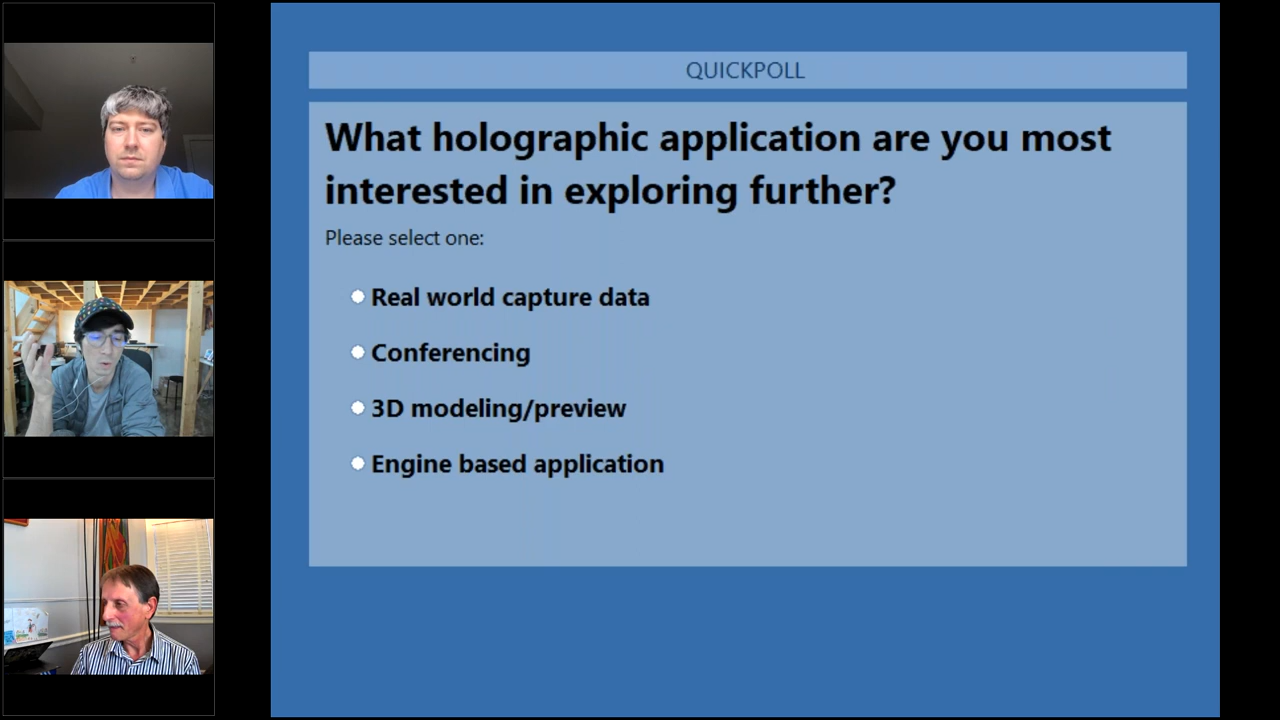 QUICKPOLL
What holographic application are you most
interested in exploring further?
Please select one:
Real world capture data
Conferencing
3D modeling/preview
Engine based application